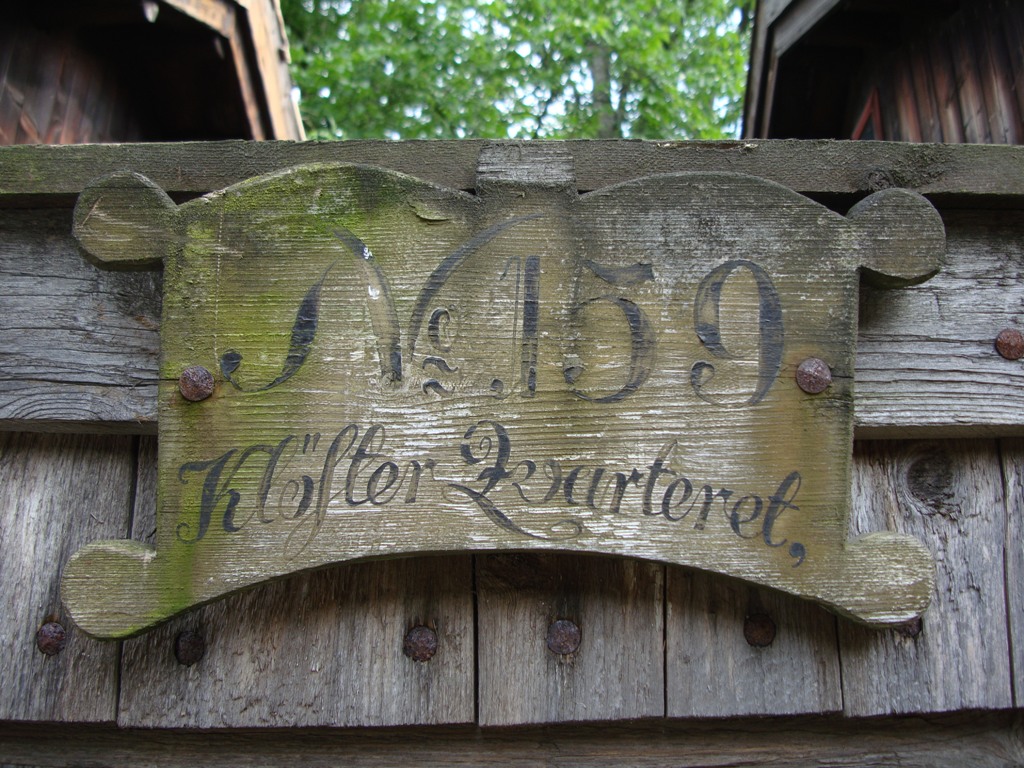 No 159
Klöſter Qvarteret,